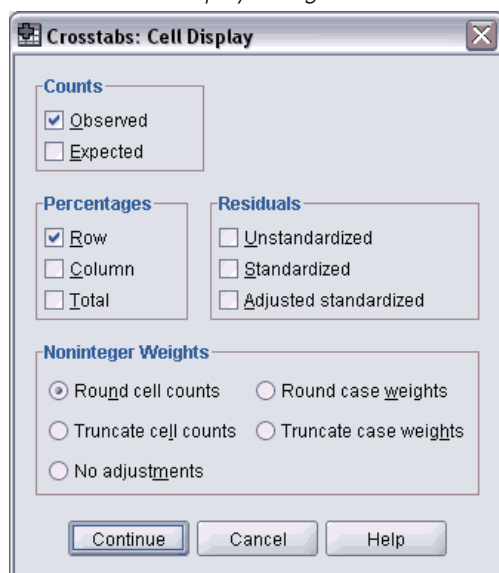 Crosstabs: Cell Display
Counts
Observed
Expected
Percentages
Row
Column
Total
Residuals
Unstandardized
Standardized
Adjusted standardized
Noninteger Weights
Round cell counts
Round case weights
Truncate cell counts
Truncate case weights
No adjustments
Continue
Cancel
Help